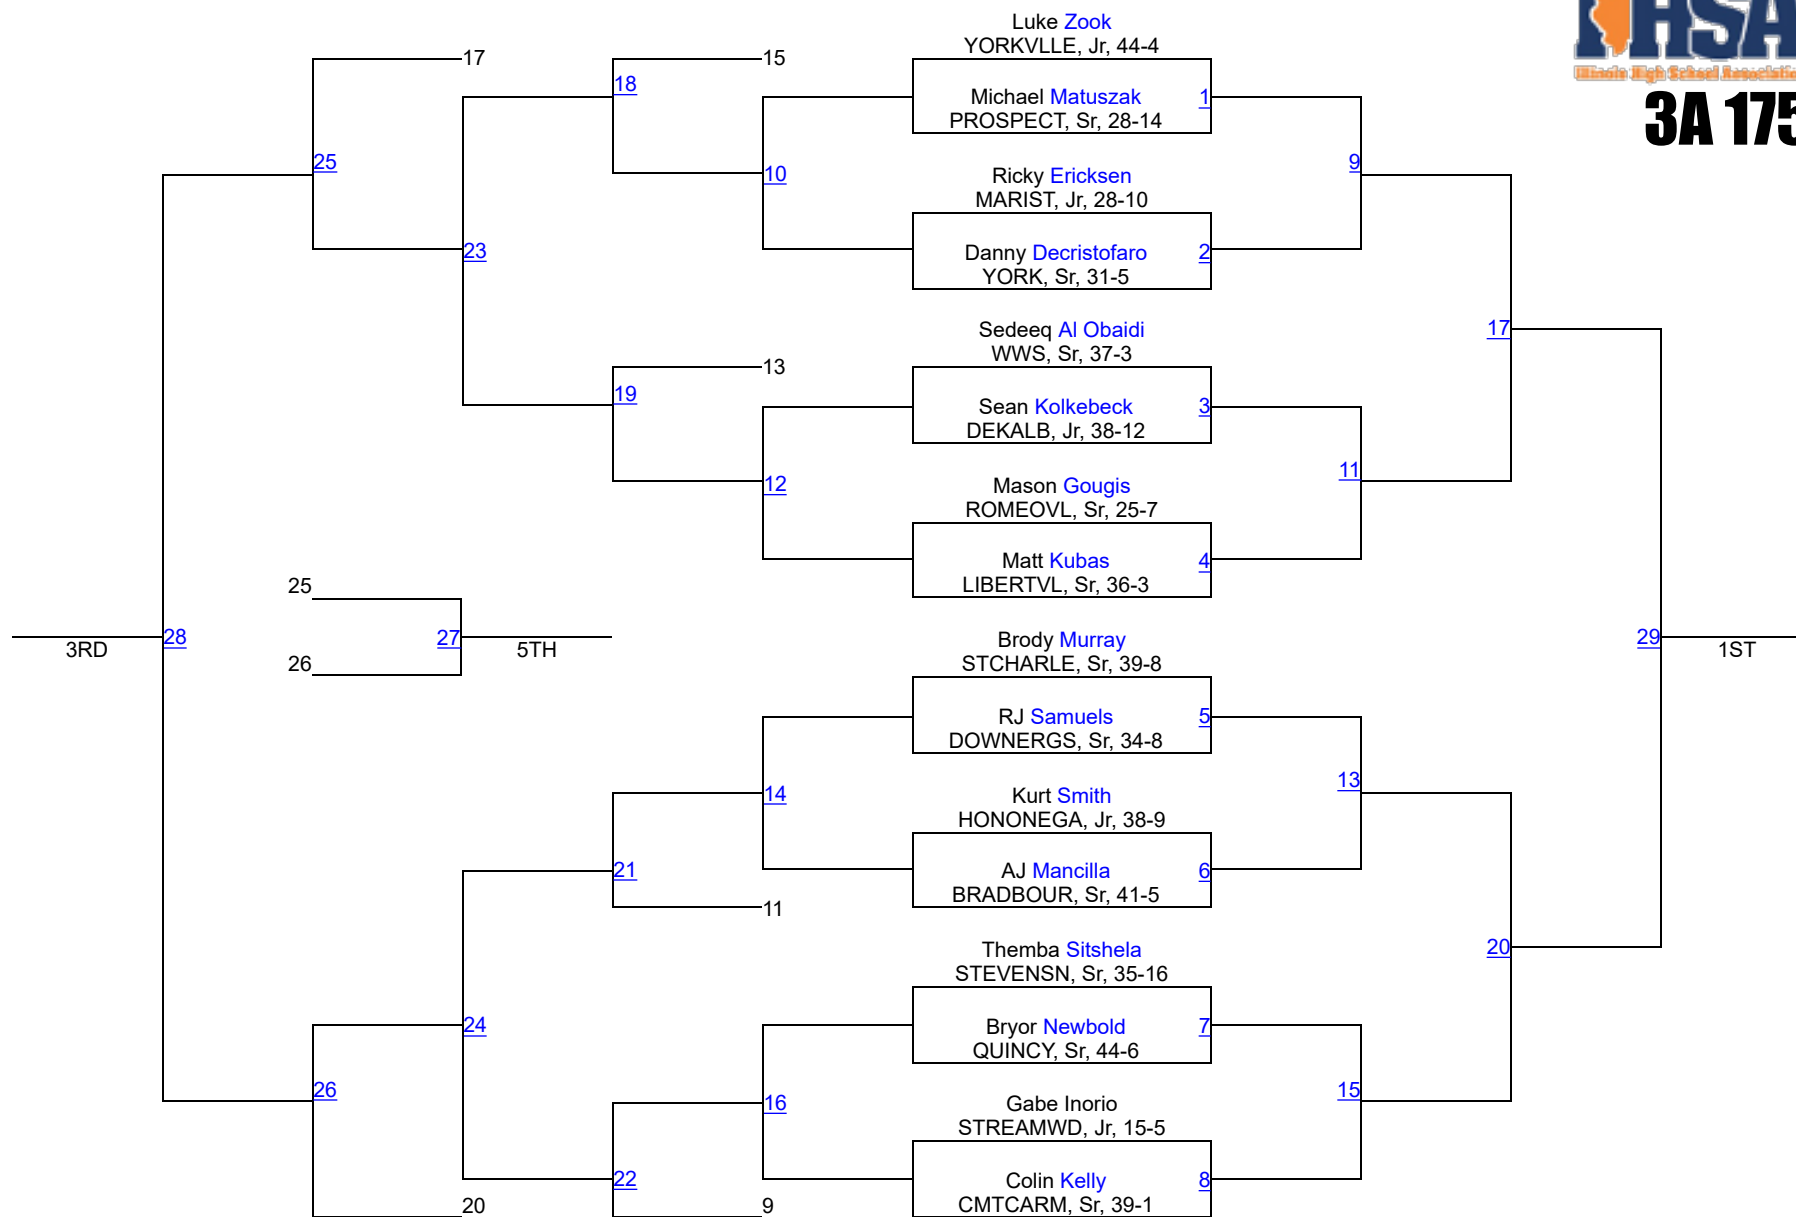 IHSA
Illinois High School Associatio
3A 175
Luke Zook
YORKVLLE, Jr, 44-4
17
15
18
Michael Matuszak
1
PROSPECT, Sr, 28-14
25
10
9
Ricky Ericksen
MARIST, Jr, 28-10
23
Danny Decristofaro
2
YORK, Sr, 31-5
Sedeeq Al Obaidi
17
WWS, Sr, 37-3
13
19
Sean Kolkebeck
3
DEKALB, Jr, 38-12
12
11
Mason Gougis
ROMEOVL, Sr, 25-7
Matt Kubas
4
LIBERTVL, Sr, 36-3
25
28
3RD
27
5TH
26
Brody Murray
29
1ST
STCHARLE, Sr, 39-8
RJ Samuels
5
DOWNERGS, Sr, 34-8
14
13
Kurt Smith
HONONEGA, Jr, 38-9
21
AJ Mancilla
6
BRADBOUR, Sr, 41-5
11
Themba Sitshela
20
STEVENSN, Sr, 35-16
24
Bryor Newbold
7
QUINCY, Sr, 44-6
26
16
15
Gabe Inorio
STREAMWD, Jr, 15-5
22
Colin Kelly
8
CMTCARM, Sr, 39-1
20
9